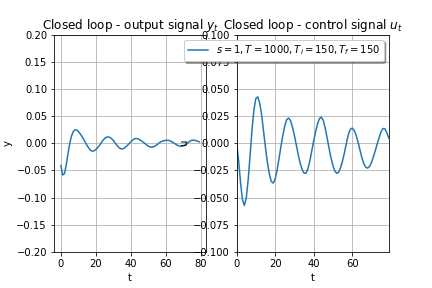 Closed loop - output signal y_t
Closed loop - control signal u_t
s = 1, T = 1000, T_i = 150, T_r = 150
0.20
0.15
0.10
0.05
0.00
−0.05
−0.10
−0.15
−0.20
y
0 20 40 60 80
t
0.100
0.075
0.050
0.025
0.000
−0.025
−0.050
−0.075
−0.100
u
0 20 40 60
t